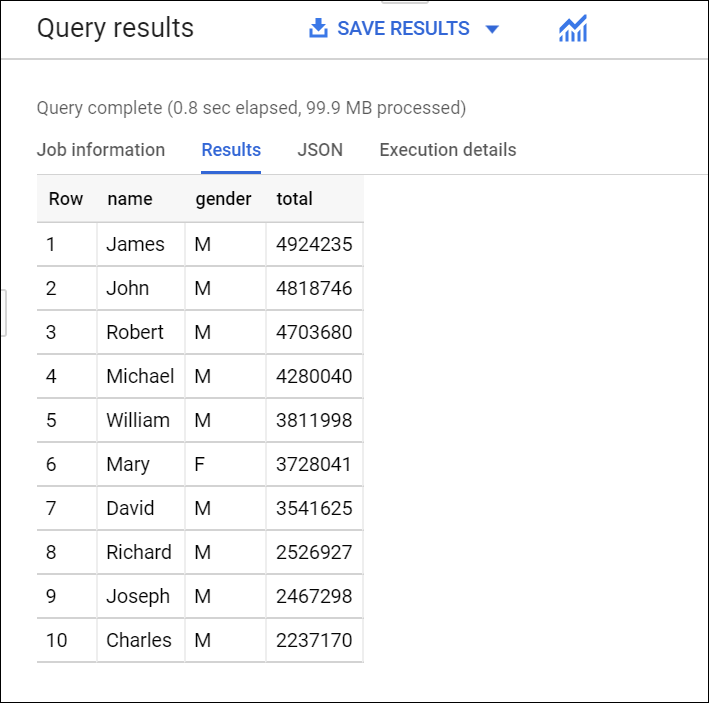 Query results SAVE RESULTS
Query complete (0.8 sec elapsed, 99.9 MB processed)
Job information Results JSON Execution details
Row name gender total
1 James M 4924235
2 John M 4818746
3 Robert M 4703680
4 Michael M 4280040
5 William M 3811998
6 Mary F 3728041
7 David M 3541625
8 Richard M 2526927
9 Joseph M 2467298
10 Charles M 2237170